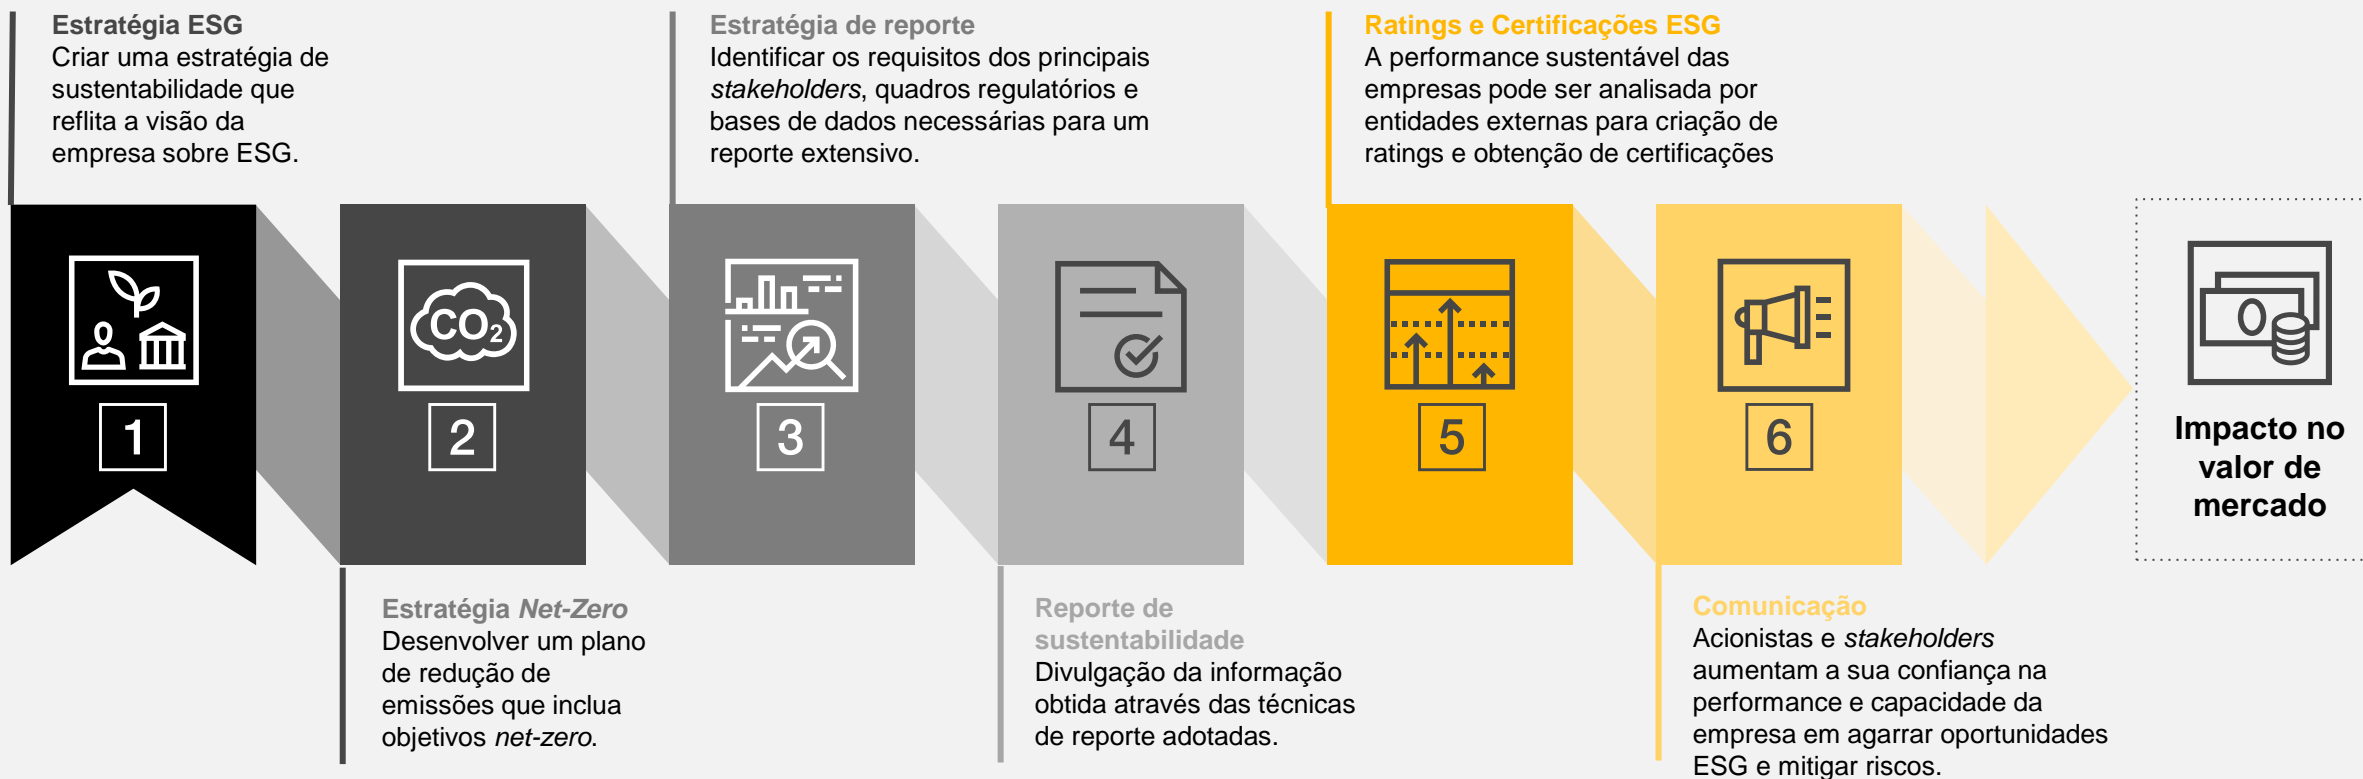 Estratégia ESG
Criar uma estratégia de
sustentabilidade que
reflita a visão da
empresa sobre ESG.
Estratégia de reporte
Identificar os requisitos dos principais
stakeholders, quadros regulatórios e
bases de dados necessárias para um
reporte extensivo.
Ratings e Certificações ESG
A performance sustentável das
empresas pode ser analisada por
entidades externas para criação de
ratings e obtenção de certificações
1
CO₂
2
3
4
5
6
Impacto no
valor de
mercado
Estratégia Net-Zero
Desenvolver um plano
de redução de
emissões que inclua
objetivos net-zero.
Reporte de
sustentabilidade
Divulgação da informação
obtida através das técnicas
de reporte adotadas.
Comunicação
Acionistas e stakeholders
aumentam a sua confiança na
performance e capacidade da
empresa em agarrar oportunidades
ESG e mitigar riscos.